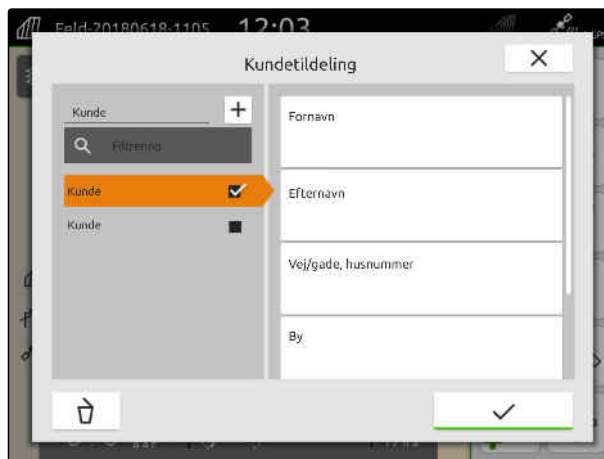 Feld-20180618-1105 12:03
Kundetildeling
Kunde
Filtrering
Kunde
Kunde
Fornavn
Efternavn
Vej/gade, husnummer
By